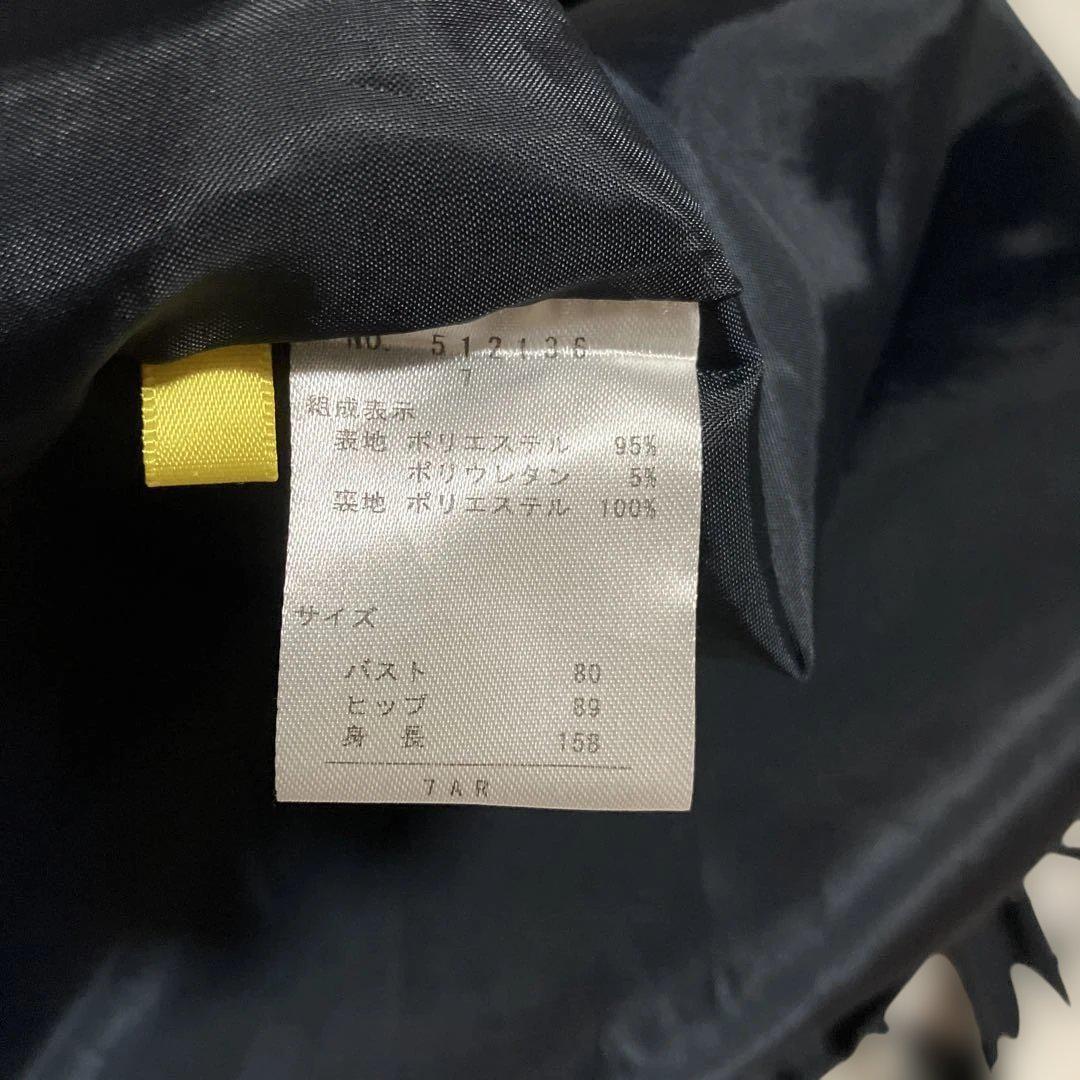 NO. 512136
7
組成表示
表地 ポリエステル 95%
ポリウレタン 5%
裏地 ポリエステル 100%
サイズ
バスト 80
ヒップ 89
身長 158
7AR